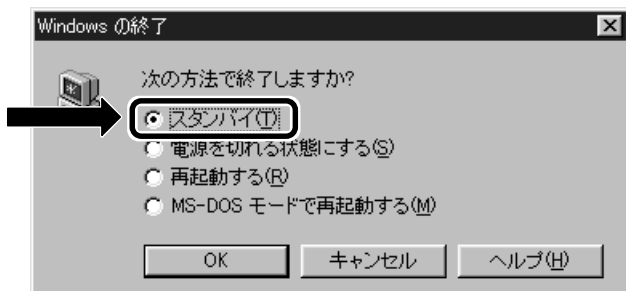 Windows の終了
次の方法で終了しますか?
スタンバイ(T)
電源を切れる状態にする(S)
再起動する(R)
MS-DOS モードで再起動する(M)
OK キャンセル ヘルプ(H)